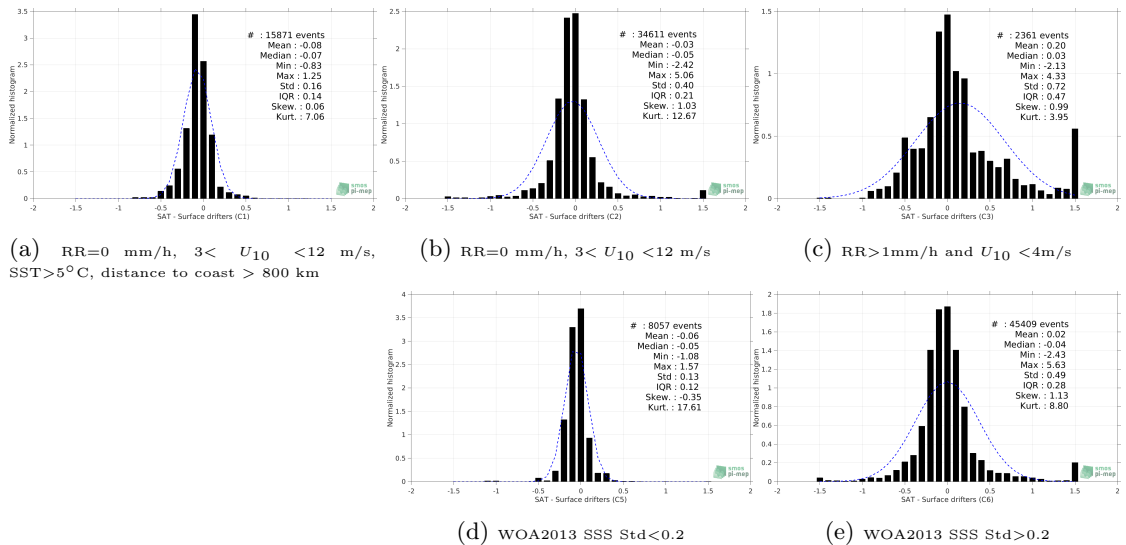 3.5
3
2.5
2
1.5
1
0.5
0
Normalized histogram
# : 15871 events
Mean : -0.08
Median : -0.07
Min : -0.83
Max : 1.25
Std : 0.16
IQR : 0.14
Skew. : 0.06
Kurt. : 7.06
smos
pi-mep
-2 -1.5 -1 -0.5 0 0.5 1 1.5 2
SAT - Surface drifters (C1)
(a) RR=0 mm/h, 3< U10 <12 m/s,
SST>5°C, distance to coast > 800 km
2.5
2
1.5
1
0.5
0
Normalized histogram
# : 34611 events
Mean : -0.03
Median : -0.05
Min : -2.42
Max : 5.06
Std : 0.40
IQR : 0.21
Skew. : 1.03
Kurt. : 12.67
smos
pi-mep
-2 -1.5 -1 -0.5 0 0.5 1 1.5 2
SAT - Surface drifters (C2)
(b) RR=0 mm/h, 3< U10 <12 m/s
1.5
1
0.5
0
Normalized histogram
# : 2361 events
Mean : 0.20
Median : 0.03
Min : -2.13
Max : 4.33
Std : 0.72
IQR : 0.47
Skew. : 0.99
Kurt. : 3.95
smos
pi-mep
-2 -1.5 -1 -0.5 0 0.5 1 1.5 2
SAT - Surface drifters (C3)
(c) RR>1mm/h and U10 <4m/s
4
3.5
3
2.5
2
1.5
1
0.5
0
Normalized histogram
# : 8057 events
Mean : -0.06
Median : -0.05
Min : -1.08
Max : 1.57
Std : 0.13
IQR : 0.12
Skew. : -0.35
Kurt. : 17.61
smos
pi-mep
-2 -1.5 -1 -0.5 0 0.5 1 1.5 2
SAT - Surface drifters (C5)
(d) WOA2013 SSS Std<0.2
2
1.8
1.6
1.4
1.2
1
0.8
0.6
0.4
0.2
0
Normalized histogram
# : 45409 events
Mean : 0.02
Median : -0.04
Min : -2.43
Max : 5.63
Std : 0.49
IQR : 0.28
Skew. : 1.13
Kurt. : 8.80
smos
pi-mep
-2 -1.5 -1 -0.5 0 0.5 1 1.5 2
SAT - Surface drifters (C6)
(e) WOA2013 SSS Std>0.2